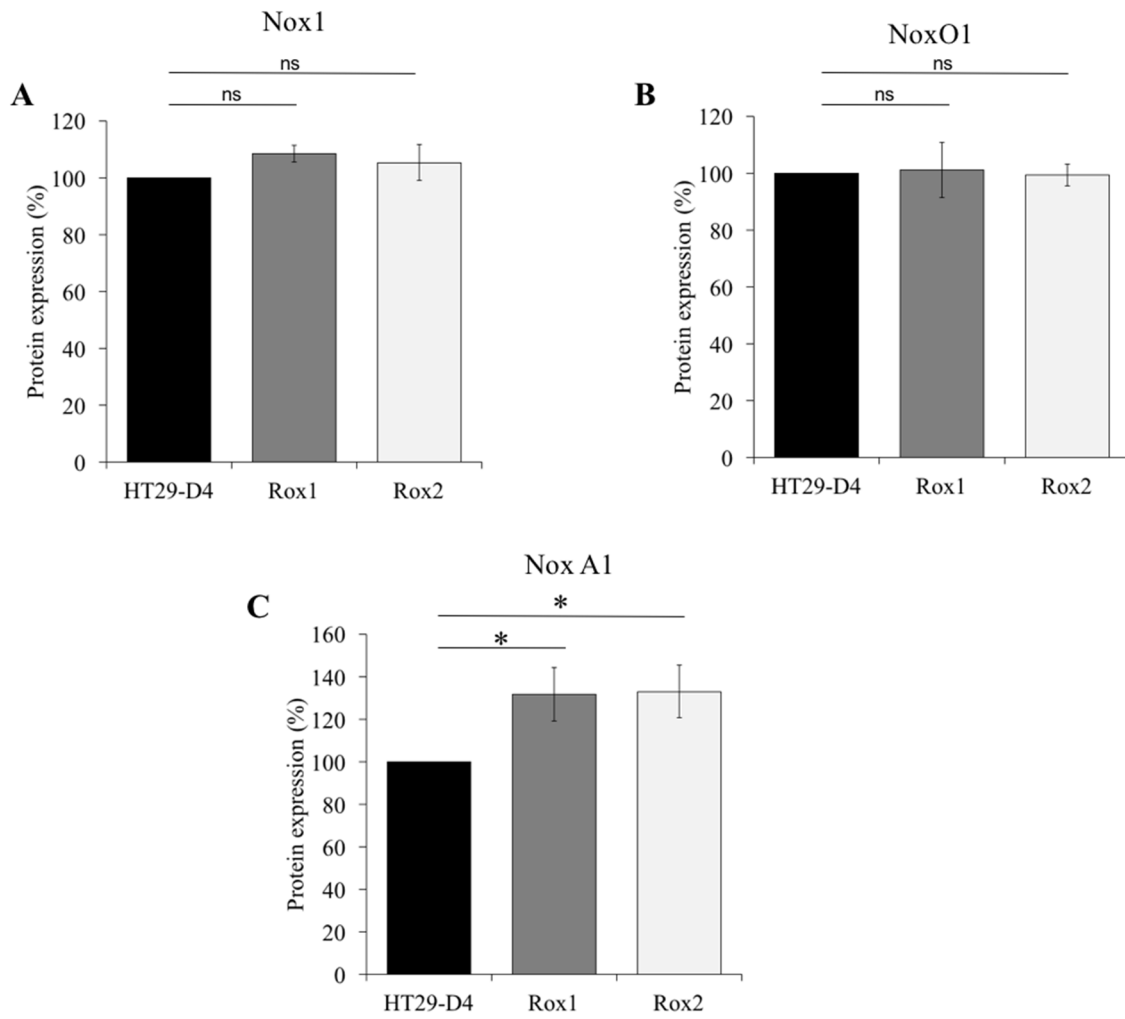 Nox1
ns
A
ns
120
100
80
60
40
20
0
Protein expression (%)
HT29-D4 Rox1 Rox2
NoxO1
ns
B
ns
120
100
80
60
40
20
0
Protein expression (%)
HT29-D4 Rox1 Rox2
Nox A1
C
*
*
160
140
120
100
80
60
40
20
0
Protein expression (%)
HT29-D4 Rox1 Rox2